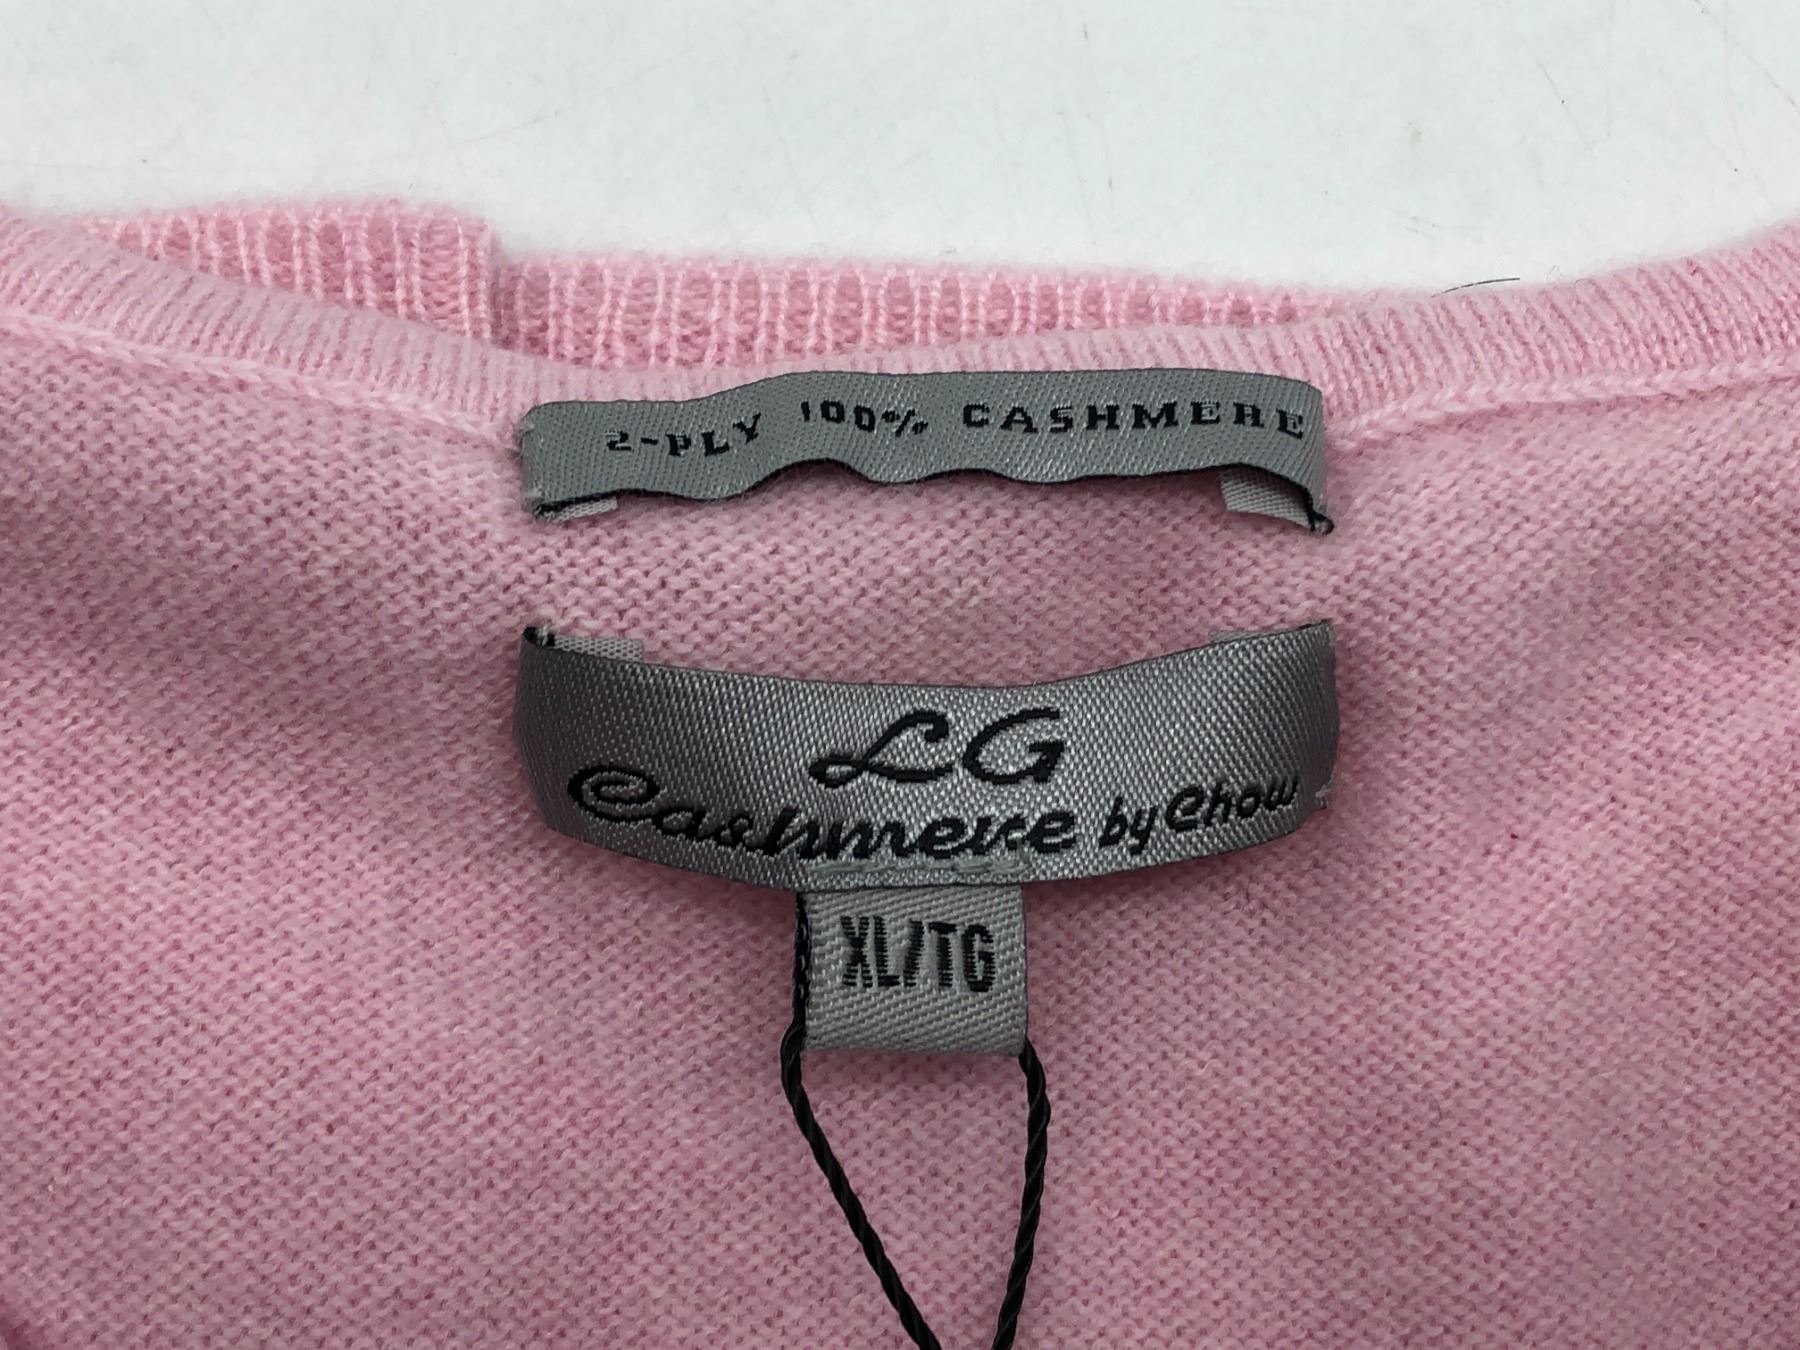 2-PLY 100% CASHMERE
LG
Cashmere by Chow
XL/TG